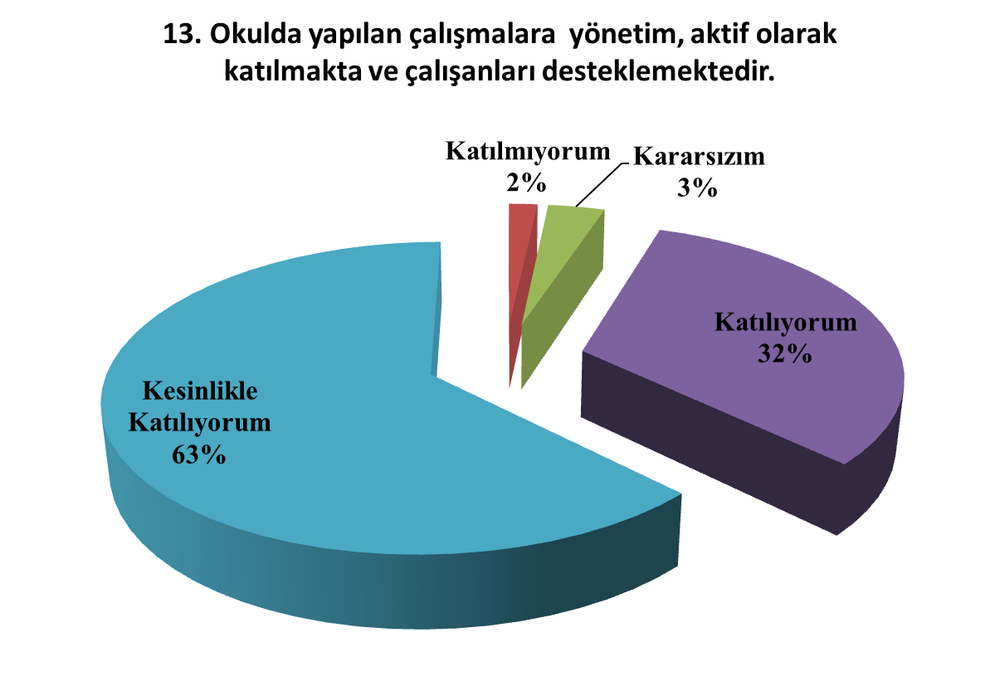 13. Okulda yapılan çalışmalara  yönetim, aktif olarak
katılmakta ve çalışanları desteklemektedir.
Katılmıyorum
2%
Kararsızım
3%
Katılıyorum
32%
Kesinlikle
Katılıyorum
63%